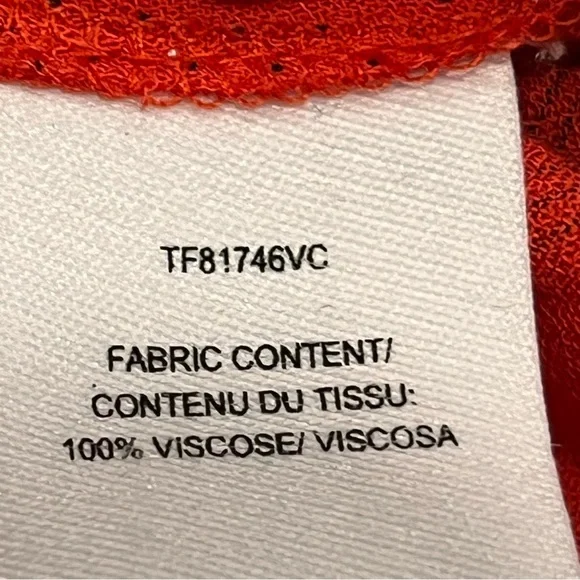 TF81746VC
FABRIC CONTENT/
CONTENU DU TISSU:
100% VISCOSE/ VISCOSA